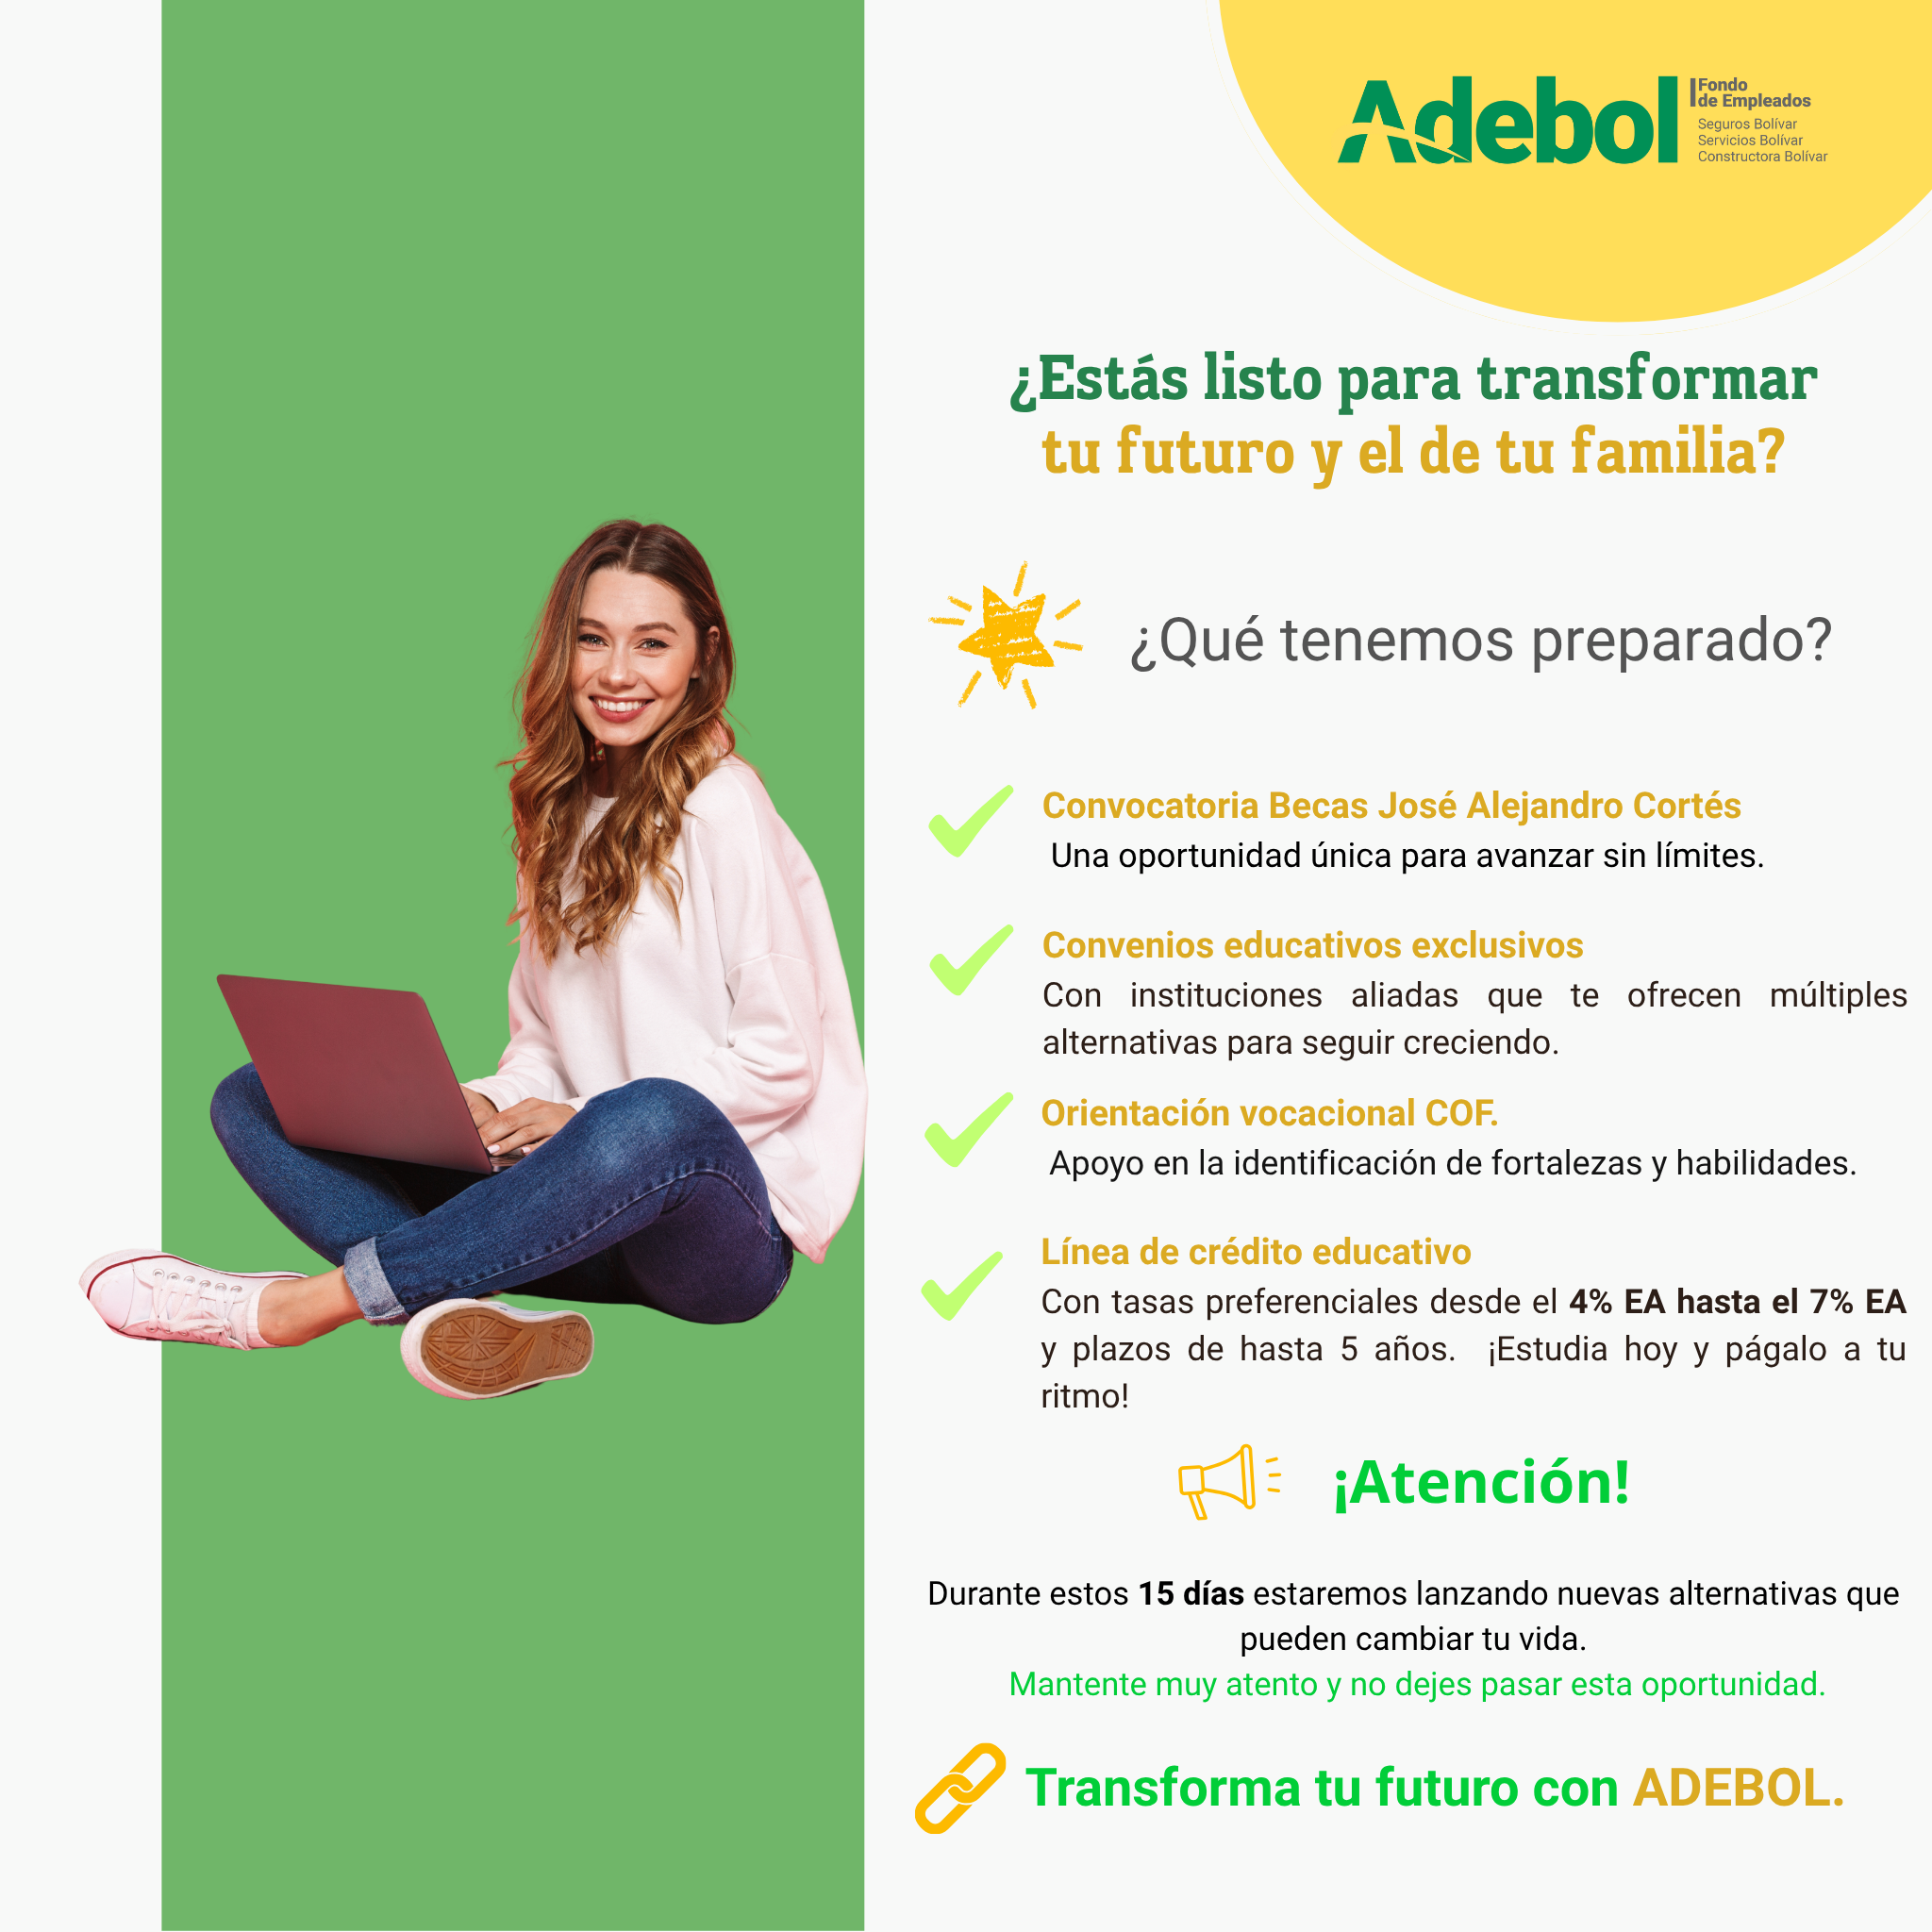 Adebol
Fondo
de Empleados
Seguros Bolívar
Servicios Bolívar
Constructora Bolívar
¿Estás listo para transformar
tu futuro y el de tu familia?
¿Qué tenemos preparado?
Convocatoria Becas José Alejandro Cortés
Una oportunidad única para avanzar sin límites.
Convenios educativos exclusivos
Con instituciones aliadas que te ofrecen múltiples
alternativas para seguir creciendo.
Orientación vocacional COF.
Apoyo en la identificación de fortalezas y habilidades.
Línea de crédito educativo
Con tasas preferenciales desde el 4% EA hasta el 7% EA
y plazos de hasta 5 años. ¡Estudia hoy y págalo a tu
ritmo!
¡Atención!
Durante estos 15 días estaremos lanzando nuevas alternativas que
pueden cambiar tu vida.
Mantente muy atento y no dejes pasar esta oportunidad.
Transforma tu futuro con ADEBOL.